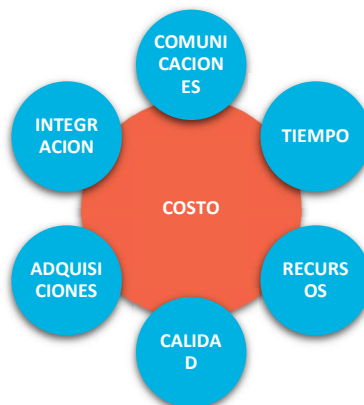 COMUNI
CACION
ES
INTEGR
ACION
TIEMPO
COSTO
ADQUISI
CIONES
RECURS
OS
CALIDA
D